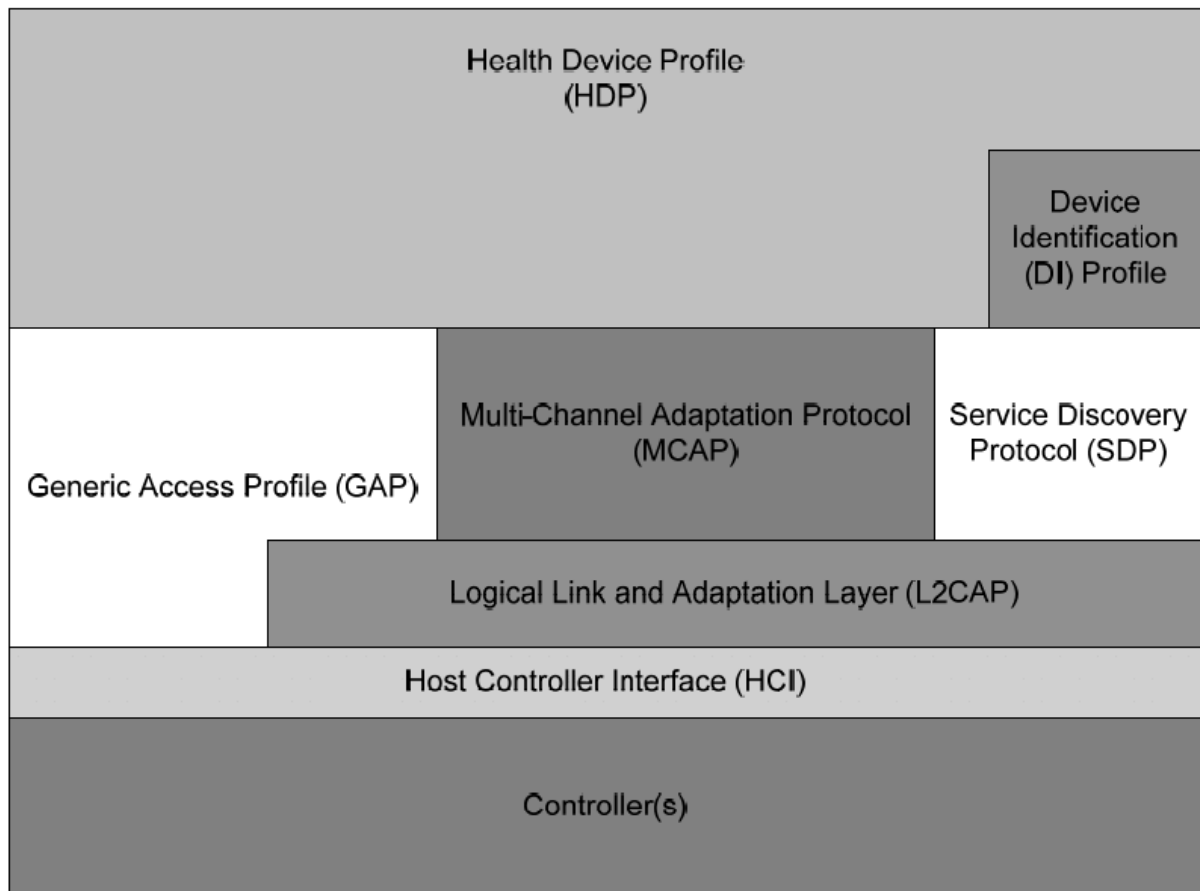 Health Device Profile
(HDP)
Device
Identification
(DI) Profile
Multi-Channel Adaptation Protocol
(MCAP)
Service Discovery
Protocol (SDP)
Generic Access Profile (GAP)
Logical Link and Adaptation Layer (L2CAP)
Host Controller Interface (HCI)
Controller(s)